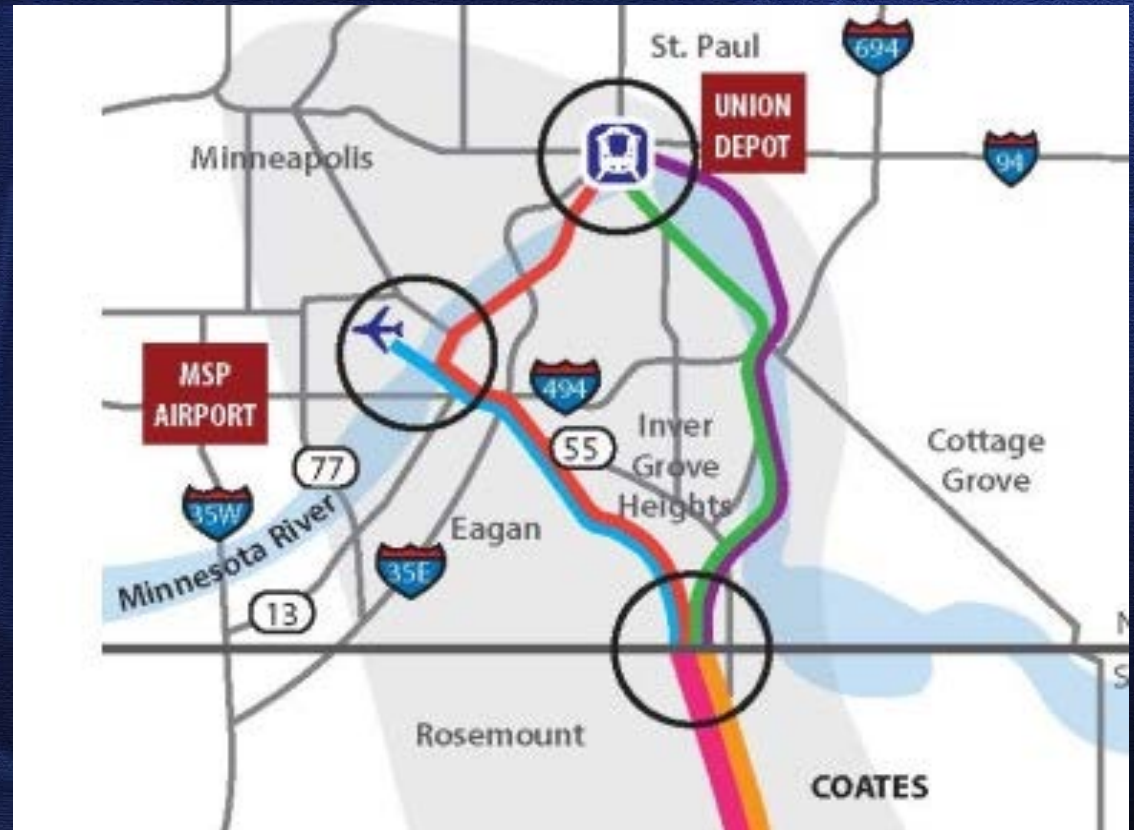 St. Paul
694
UNION
DEPOT
Minneapolis
94
MSP
AIRPORT
494
55
Inver
Grove
Heights
Cottage
Grove
77
35W
Minnesota River
Eagan
35E
13
N
S
Rosemount
COATES